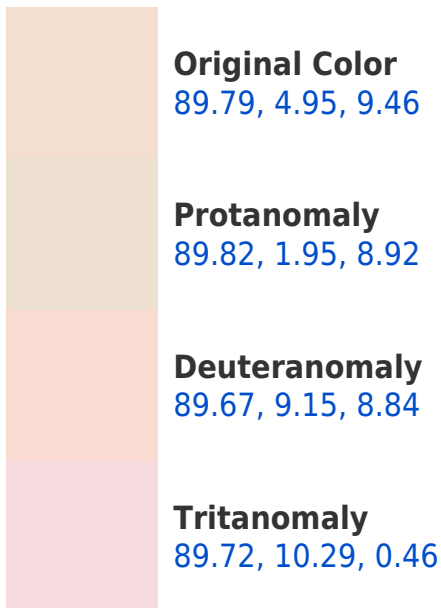 Original Color
89.79, 4.95, 9.46
Protanomaly
89.82, 1.95, 8.92
Deuteranomaly
89.67, 9.15, 8.84
Tritanomaly
89.72, 10.29, 0.46